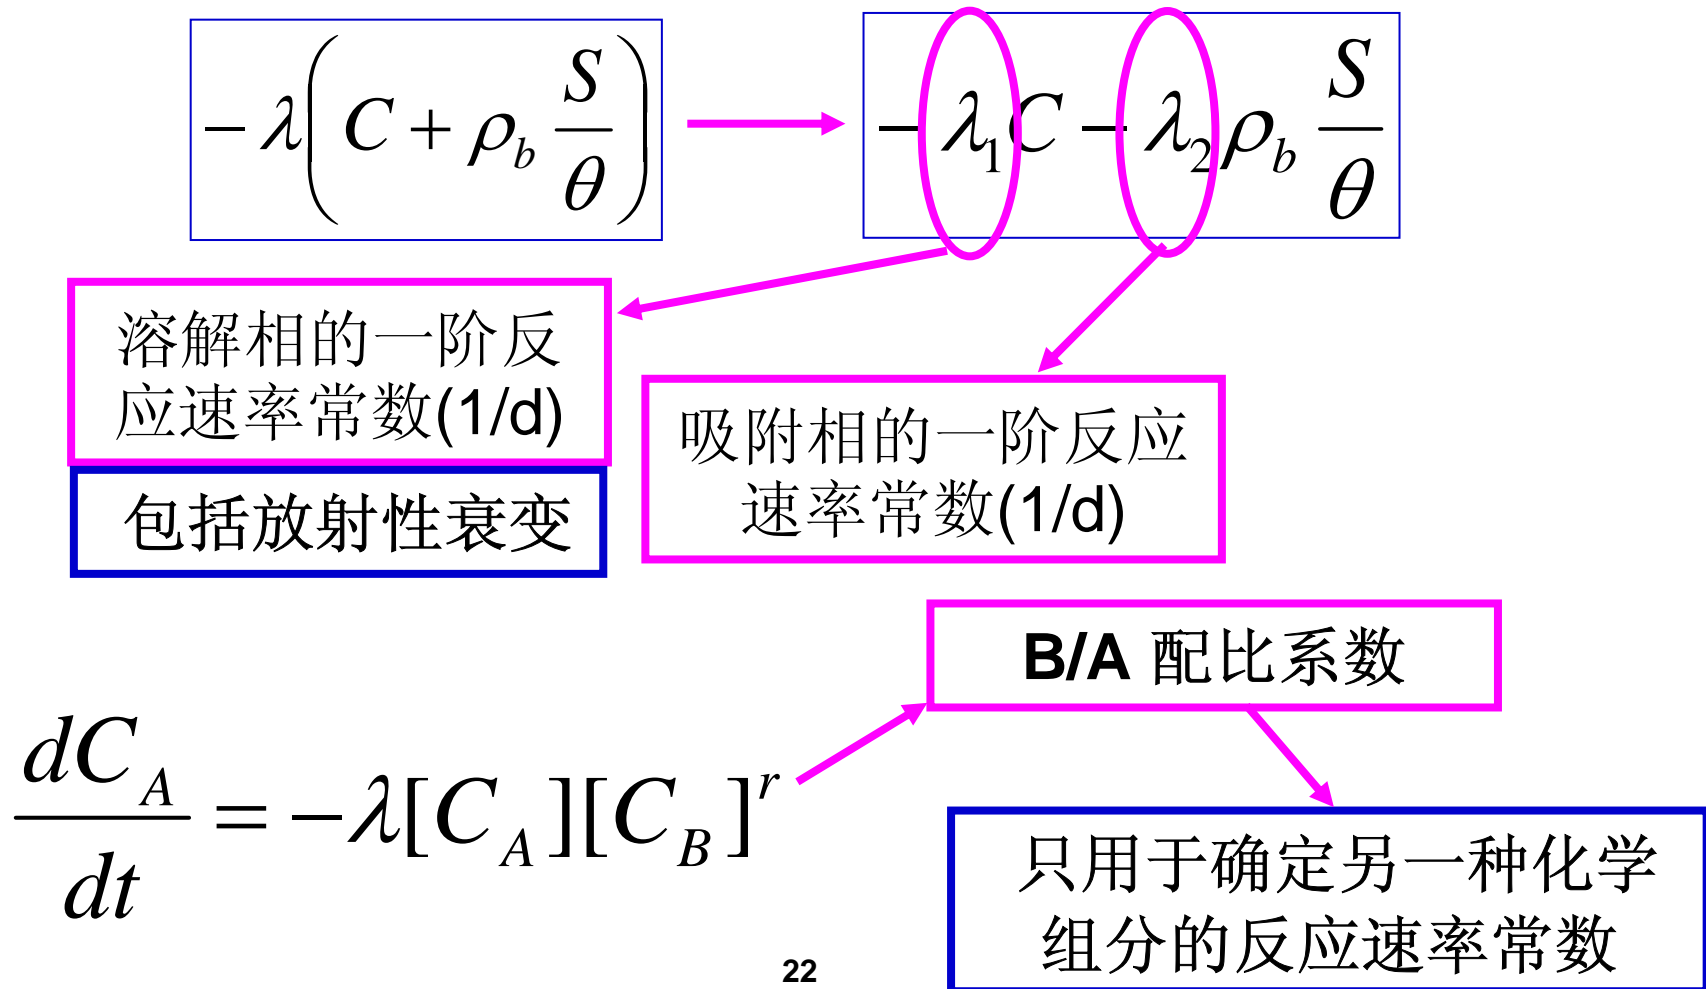 −λ(C + ρ_b S/θ) → −λ₁C − λ₂ρ_b S/θ
溶解相的一阶反
应速率常数(1/d)
包括放射性衰变
吸附相的一阶反应
速率常数(1/d)
B/A 配比系数
dC_A/dt = −λ[C_A][C_B]^r
只用于确定另一种化学
组分的反应速率常数
22